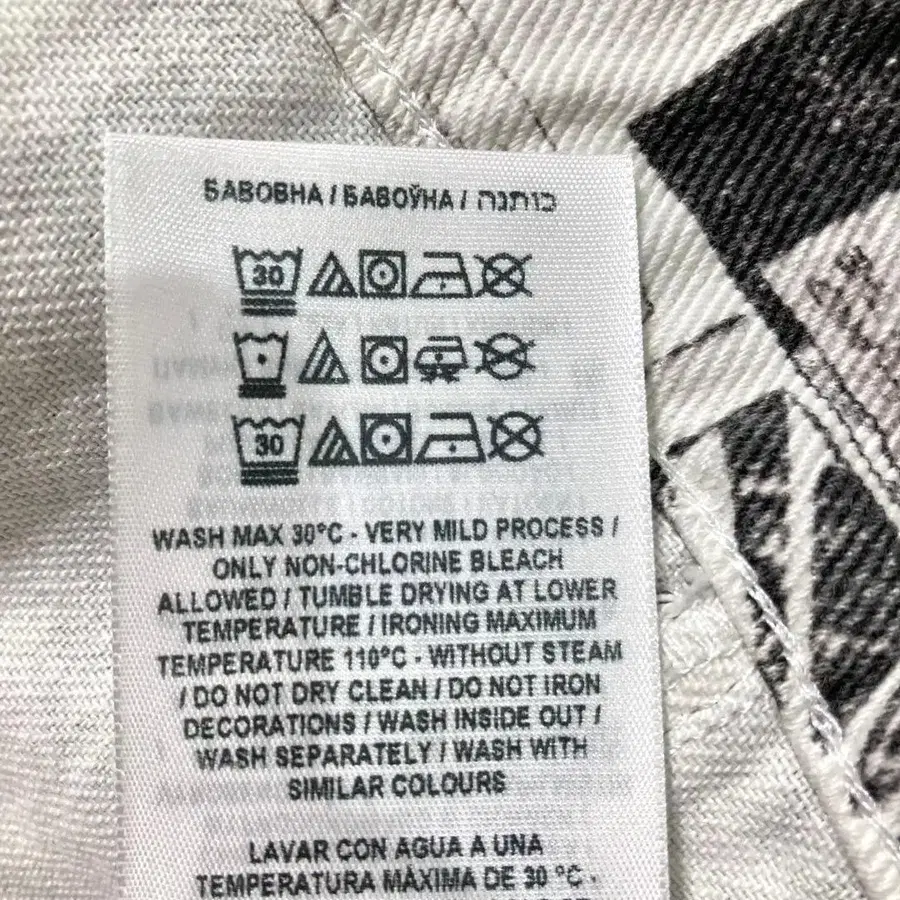 БАВОВНА / БАВОЎНА / כותנה
30
30
WASH MAX 30°C - VERY MILD PROCESS /
ONLY NON-CHLORINE BLEACH
ALLOWED / TUMBLE DRYING AT LOWER
TEMPERATURE / IRONING MAXIMUM
TEMPERATURE 110°C - WITHOUT STEAM
/ DO NOT DRY CLEAN / DO NOT IRON
DECORATIONS / WASH INSIDE OUT /
WASH SEPARATELY / WASH WITH
SIMILAR COLOURS
LAVAR CON AGUA A UNA
TEMPERATURA MÁXIMA DE 30 °C -